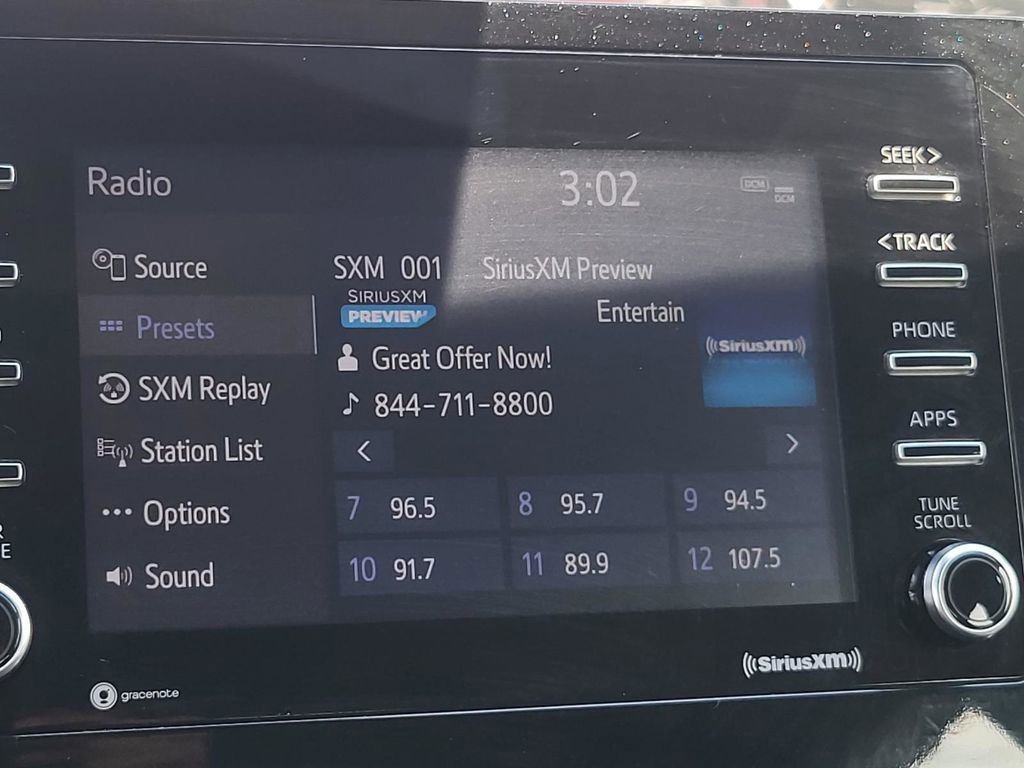 Radio
3:02
DCM
DCM
Source
Presets
SXM Replay
Station List
Options
Sound
SXM 001 SiriusXM Preview
SIRIUSXM
PREVIEW
Entertain
Great Offer Now!
844-711-8800
SiriusXM
<
>
7 96.5
8 95.7
9 94.5
10 91.7
11 89.9
12 107.5
SEEK>
<TRACK
PHONE
APPS
TUNE
SCROLL
gracenote
SiriusXM